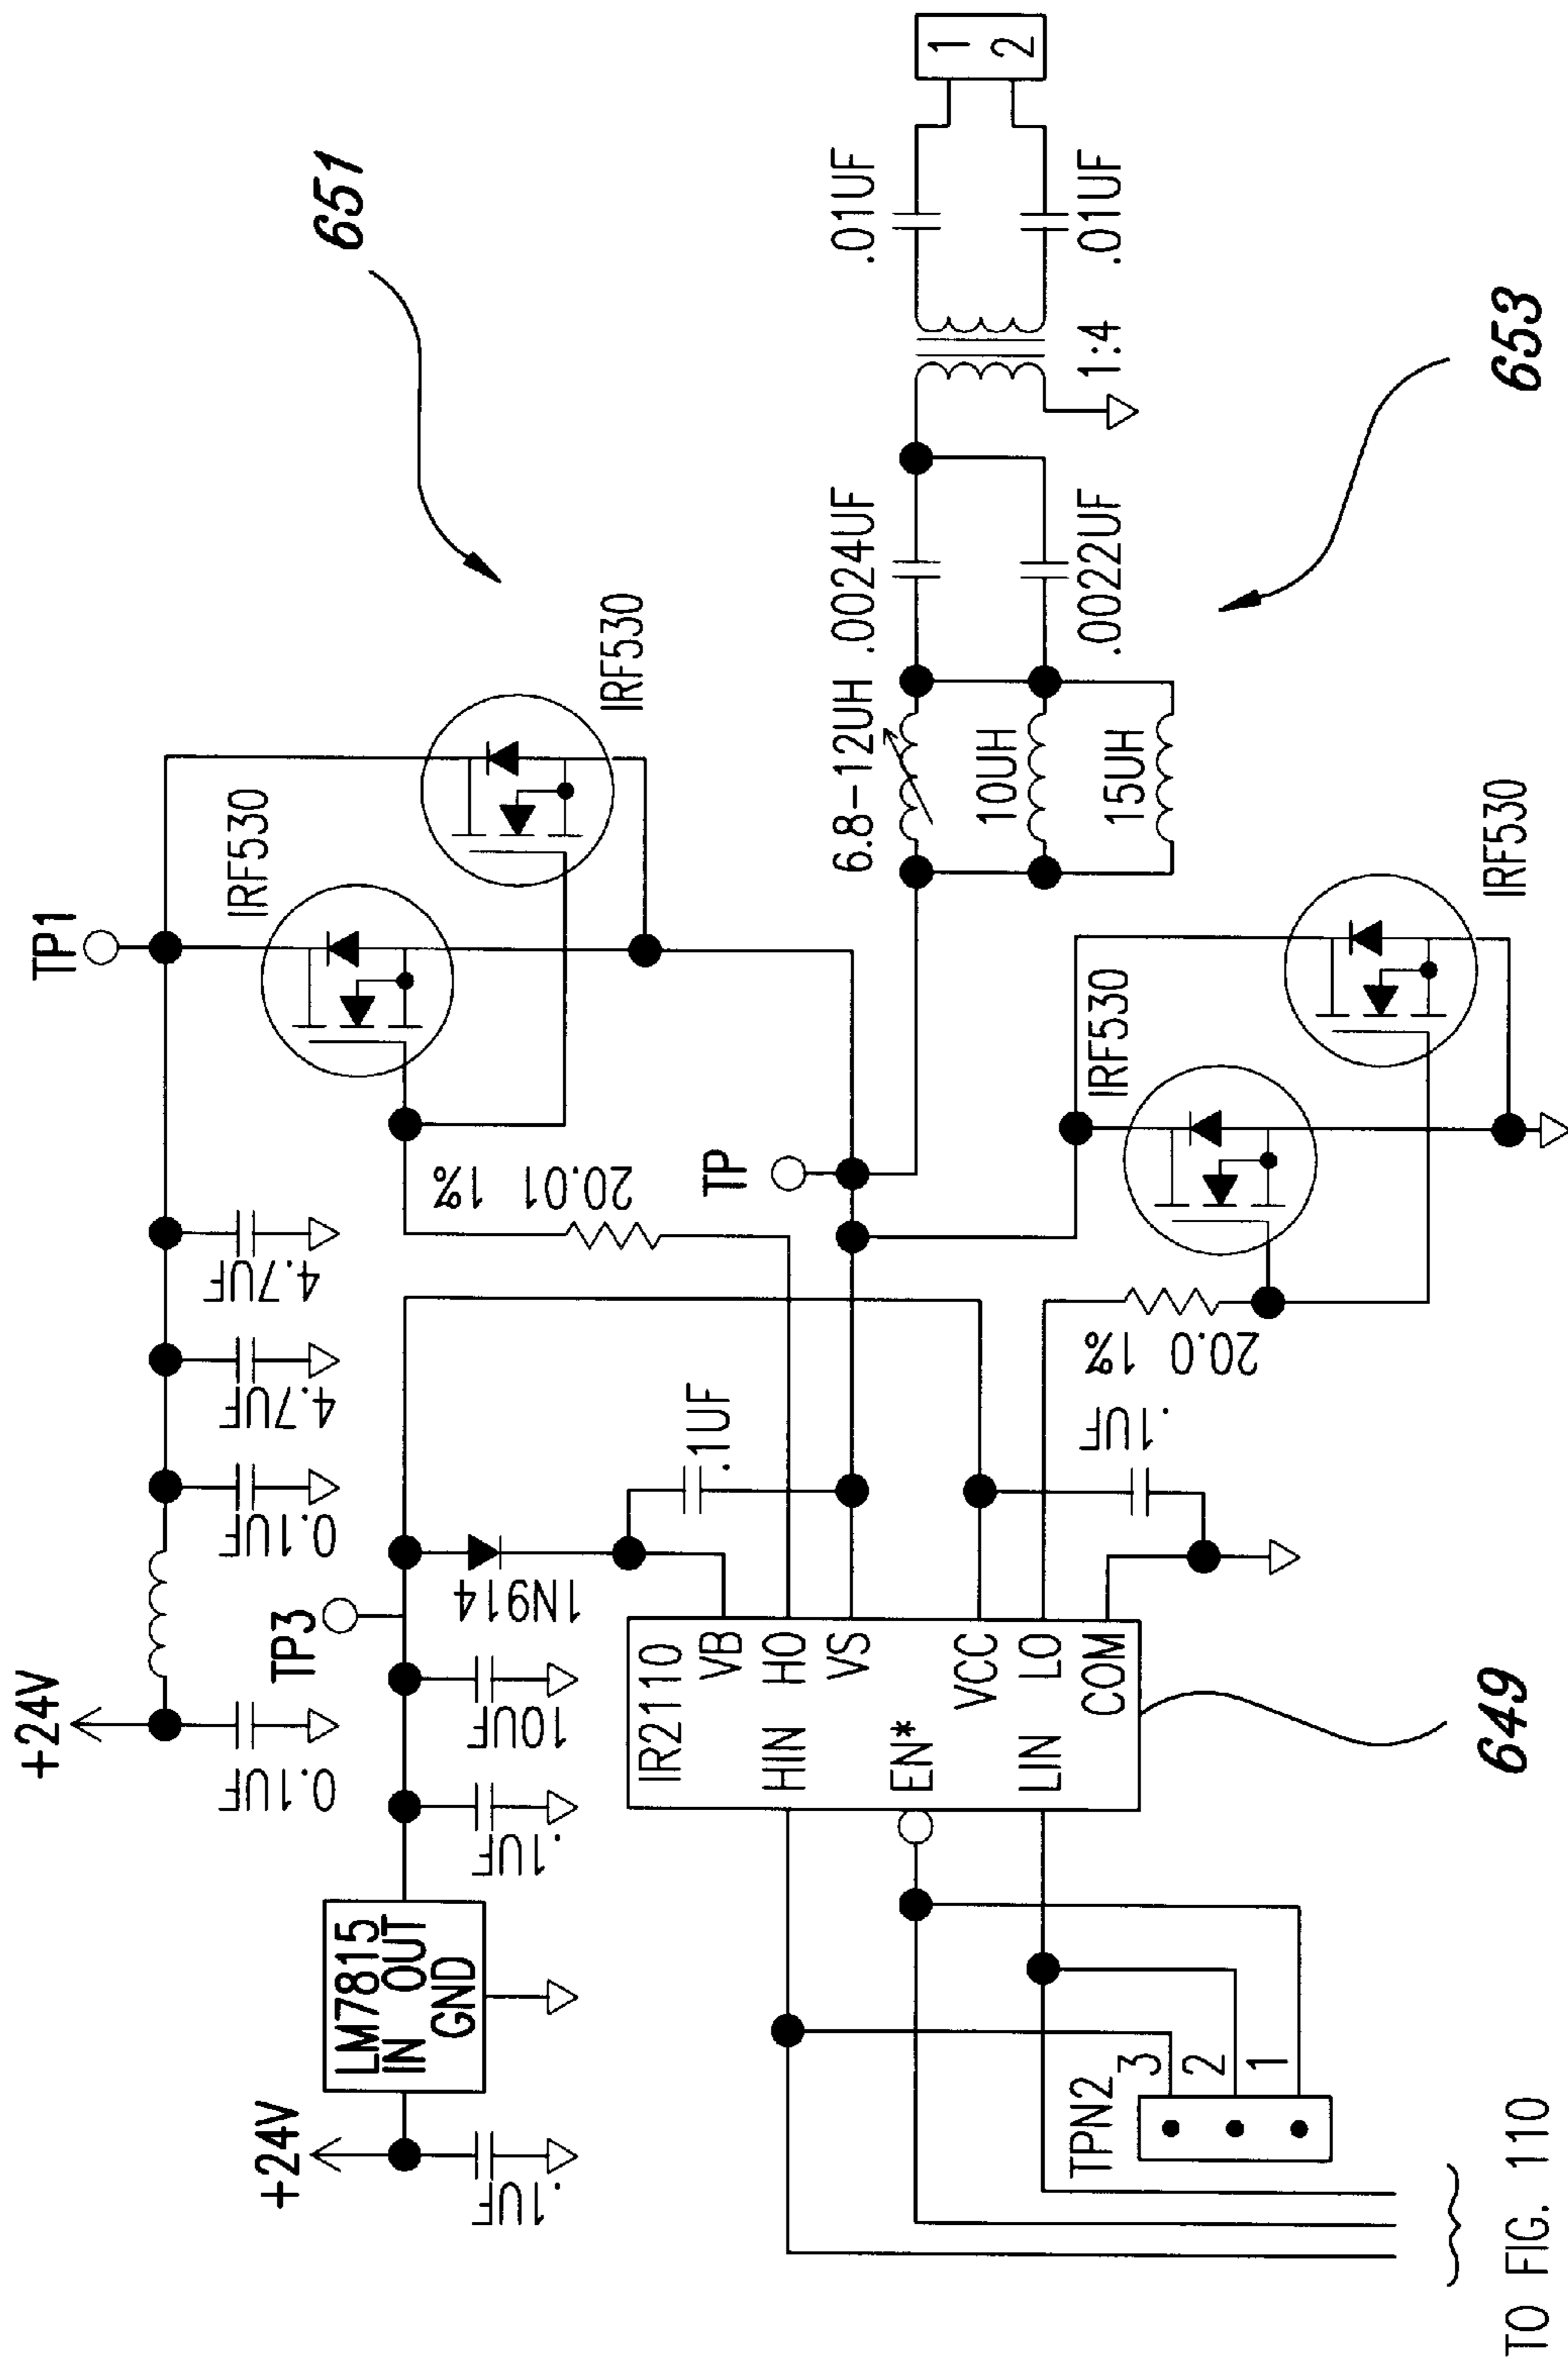 +24V
0.1UF
0.1UF
4.7UF
4.7UF
TP1
IRF530
IRF530
651
+24V
.1UF
LM7815
IN OUT
GND
.1UF
10UF
TP3
1N914
.1UF
20.01 1%
TP
IR2110
VB
HIN HO
VS
EN*
VCC
LIN LO
COM
649
.1UF
20.0 1%
IRF530
IRF530
6.8-12UH
10UH
15UH
.0024UF
.0022UF
1:4
.01UF
.01UF
1
2
653
TPN2
3
2
1
TO FIG. 110